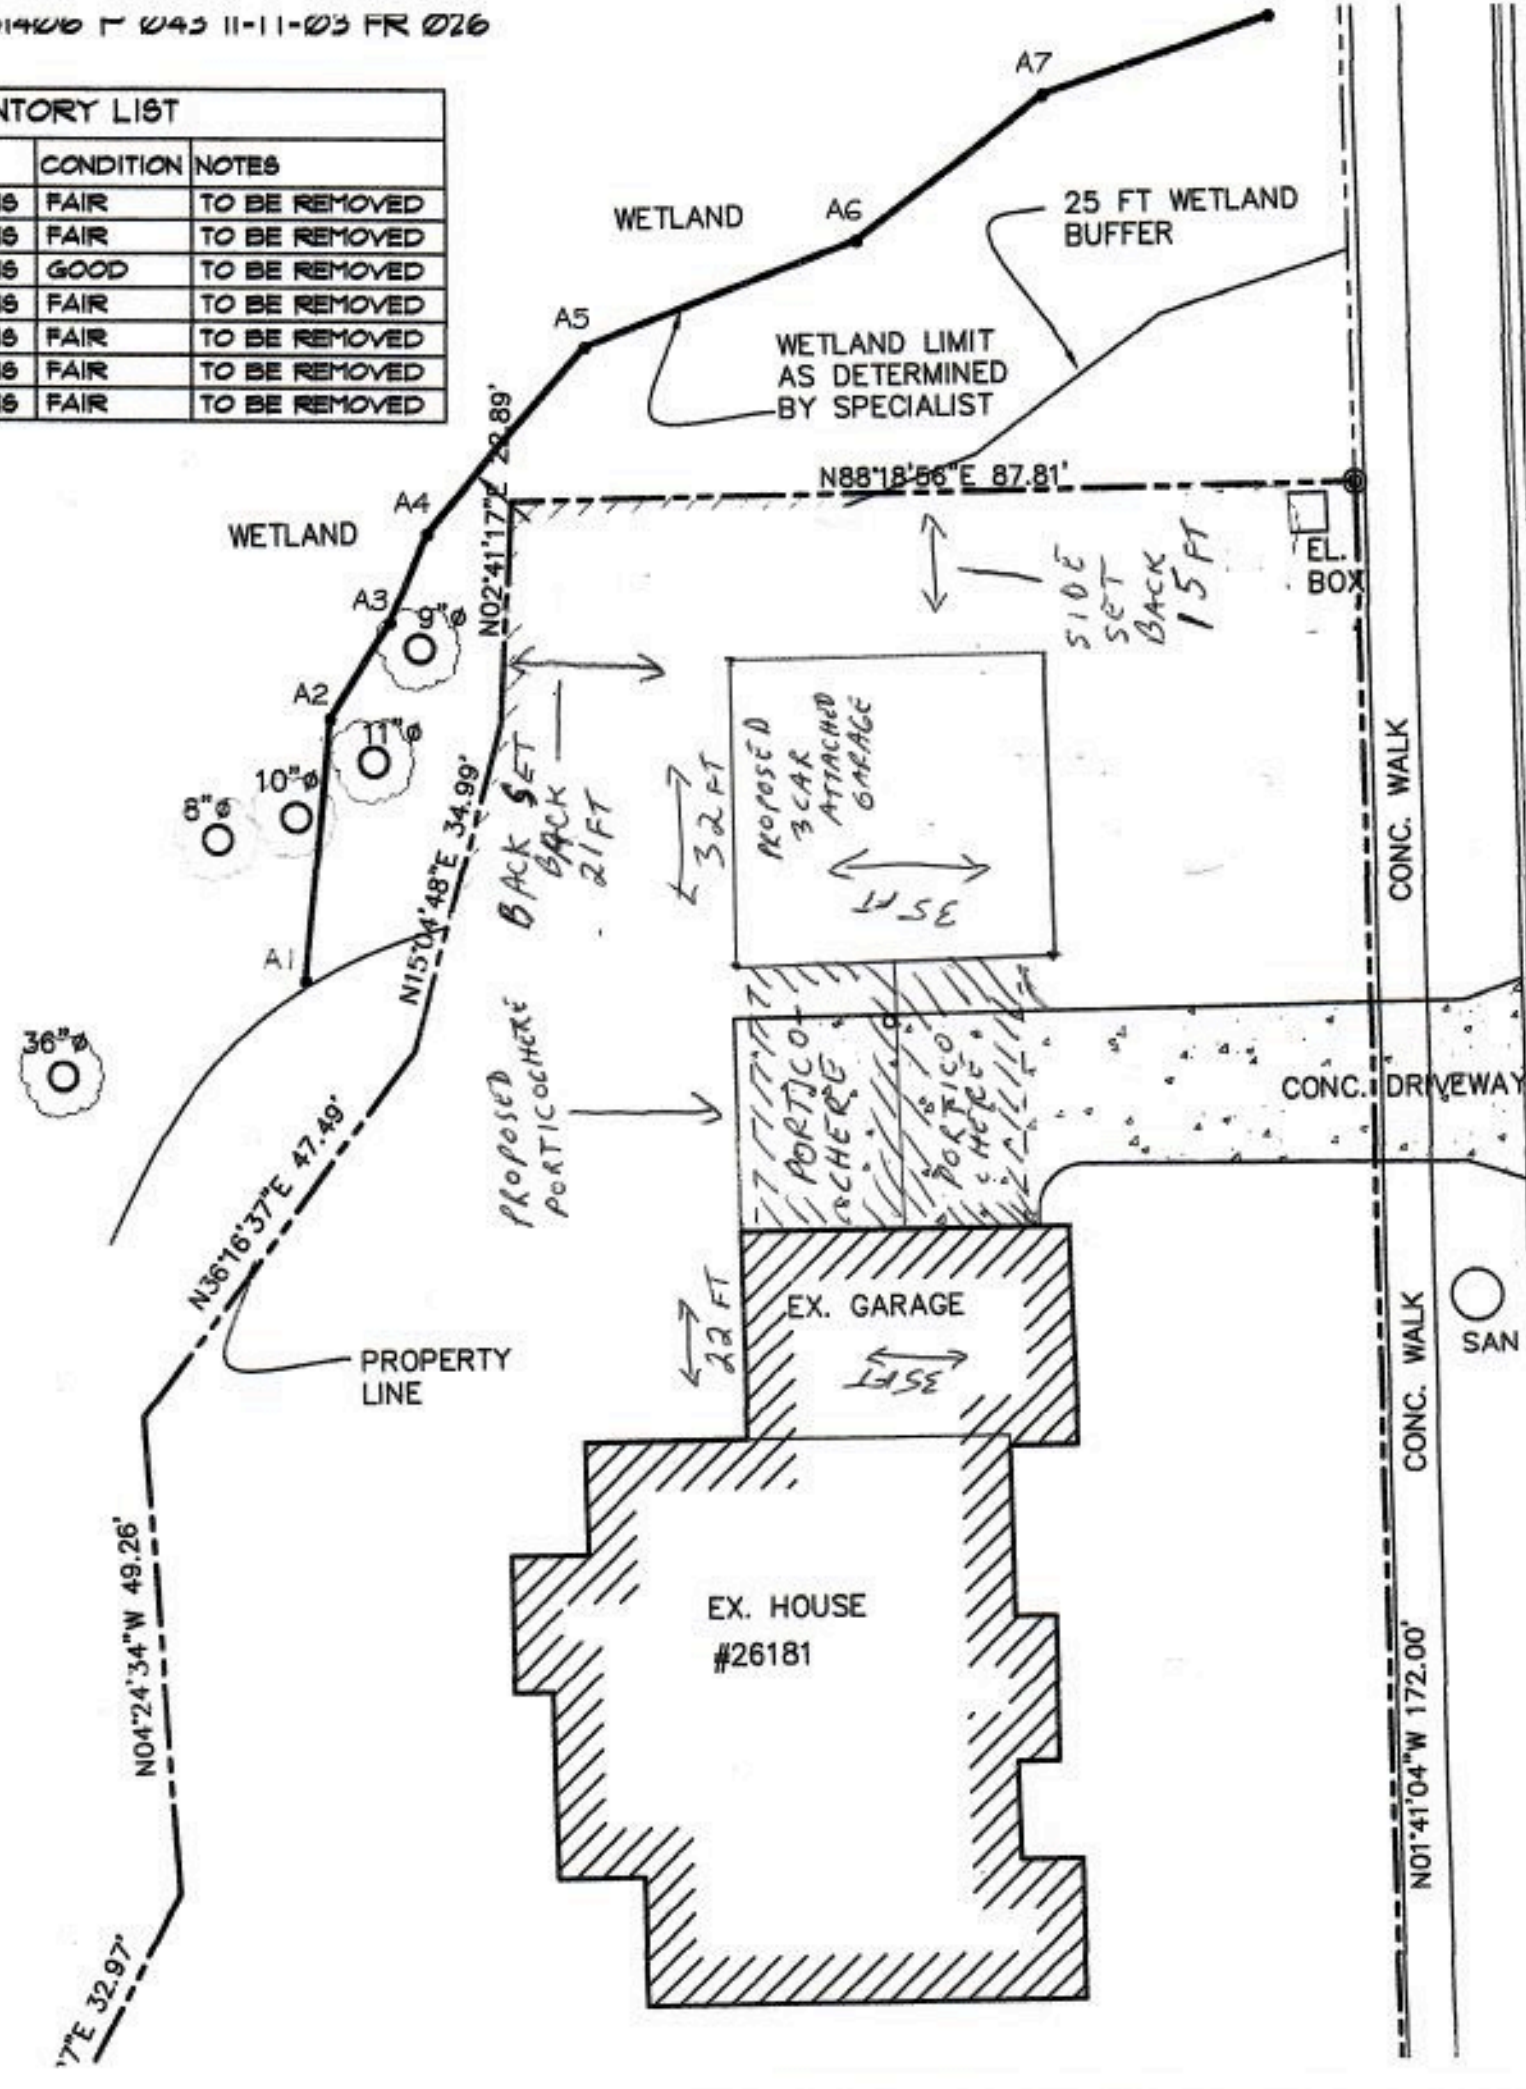 P 043 11-11-03 FR 026
NTORY LIST
CONDITION NOTES
S FAIR TO BE REMOVED
S FAIR TO BE REMOVED
S GOOD TO BE REMOVED
S FAIR TO BE REMOVED
S FAIR TO BE REMOVED
S FAIR TO BE REMOVED
S FAIR TO BE REMOVED
A7
WETLAND
A6
25 FT WETLAND
BUFFER
A5
WETLAND LIMIT
AS DETERMINED
BY SPECIALIST
N88°18'56"E 87.81'
N02°41'17"E 22.89'
A4
WETLAND
EL.
BOX
SIDE
SET
BACK
15 FT
A3
9"ø
A2
11"ø
10"ø
8"ø
N15°04'48"E 34.99'
BACK SET
BACK
21 FT
32 FT
PROPOSED
3 CAR
ATTACHED
GARAGE
35 FT
CONC. WALK
A1
36"ø
PROPOSED
PORTICOCHERE
PORTICO
COCHERE
PORTICO
CHERE
CONC. DRIVEWAY
N36°16'37"E 47.49'
PROPERTY
LINE
22 FT
EX. GARAGE
35 FT
CONC. WALK
SAN
N04°24'34"W 49.26'
EX. HOUSE
#26181
N01°41'04"W 172.00'
7"E 32.97'